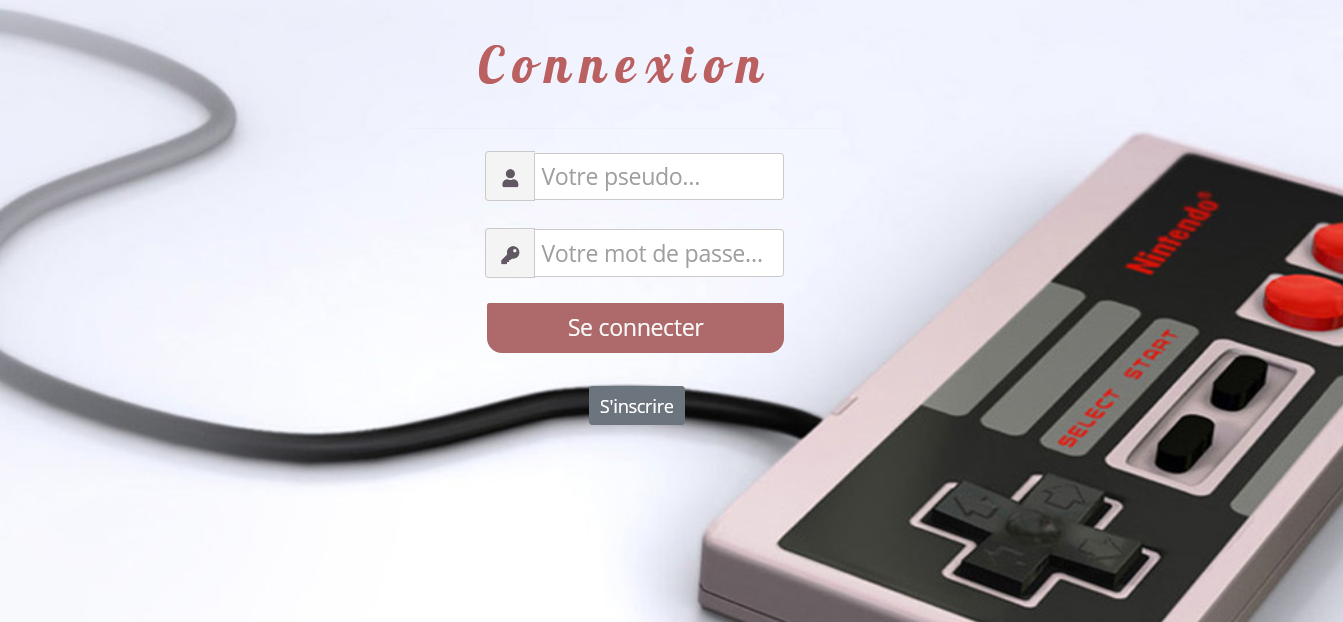 Connexion
Votre pseudo...
Votre mot de passe...
Se connecter
S'inscrire
Nintendo®
SELECT START